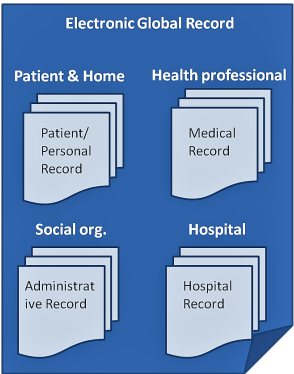 Electronic Global Record
Patient & Home
Health professional
Patient/
Personal
Record
Medical
Record
Social org.
Hospital
Administrat
ive Record
Hospital
Record